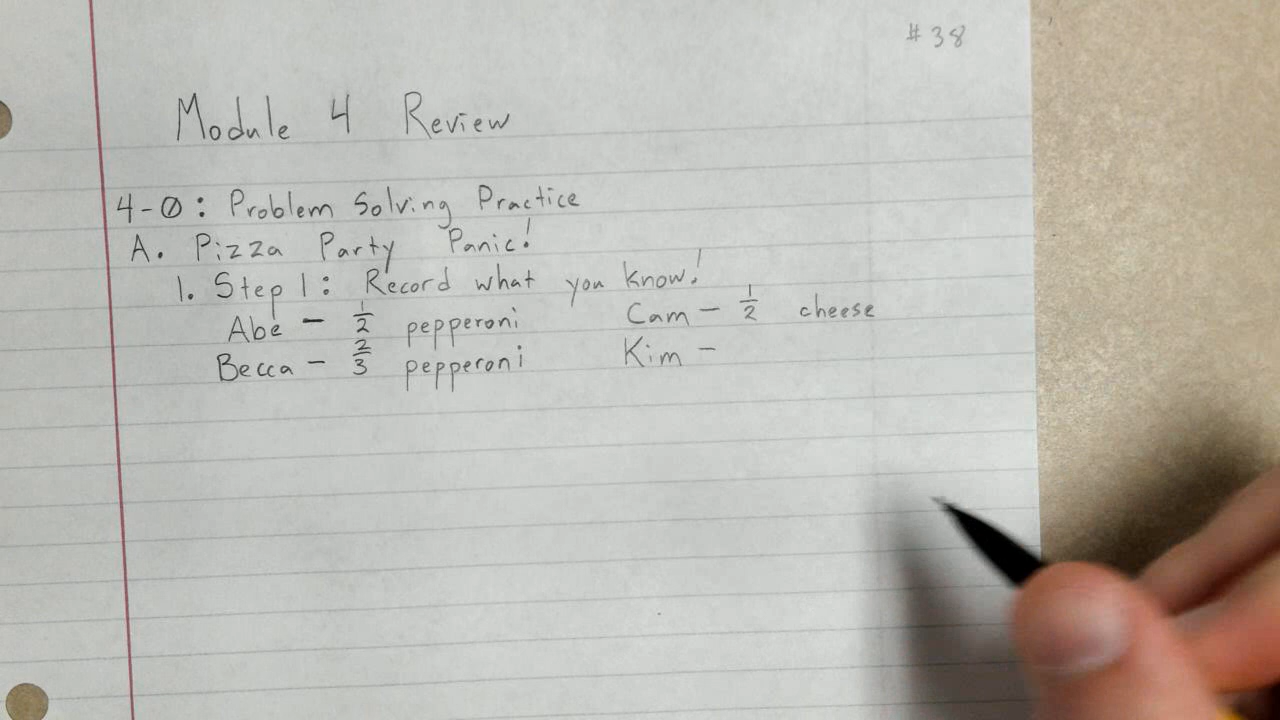 # 38
Module 4 Review
4-0: Problem Solving Practice
A. Pizza Party Panic!
1. Step 1: Record what you know!
Abe - 1/2 pepperoni Cam - 1/2 cheese
Becca - 2/3 pepperoni Kim -